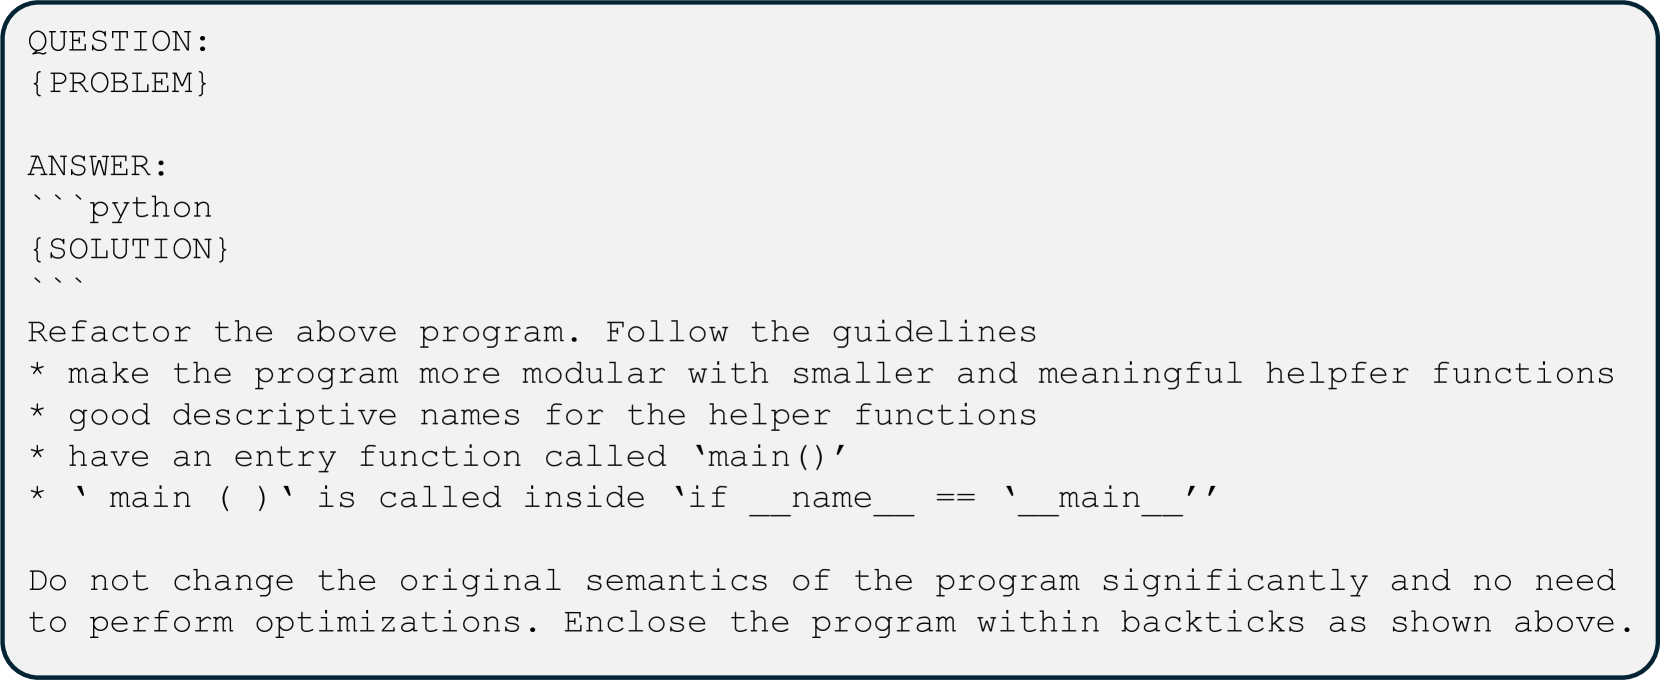 QUESTION:
{PROBLEM}
ANSWER:
```python
{SOLUTION}
```
Refactor the above program. Follow the guidelines
* make the program more modular with smaller and meaningful helpfer functions
* good descriptive names for the helper functions
* have an entry function called ‘main()’
* ‘ main ( )‘ is called inside ‘if __name__ == ‘__main__’’
Do not change the original semantics of the program significantly and no need
to perform optimizations. Enclose the program within backticks as shown above.